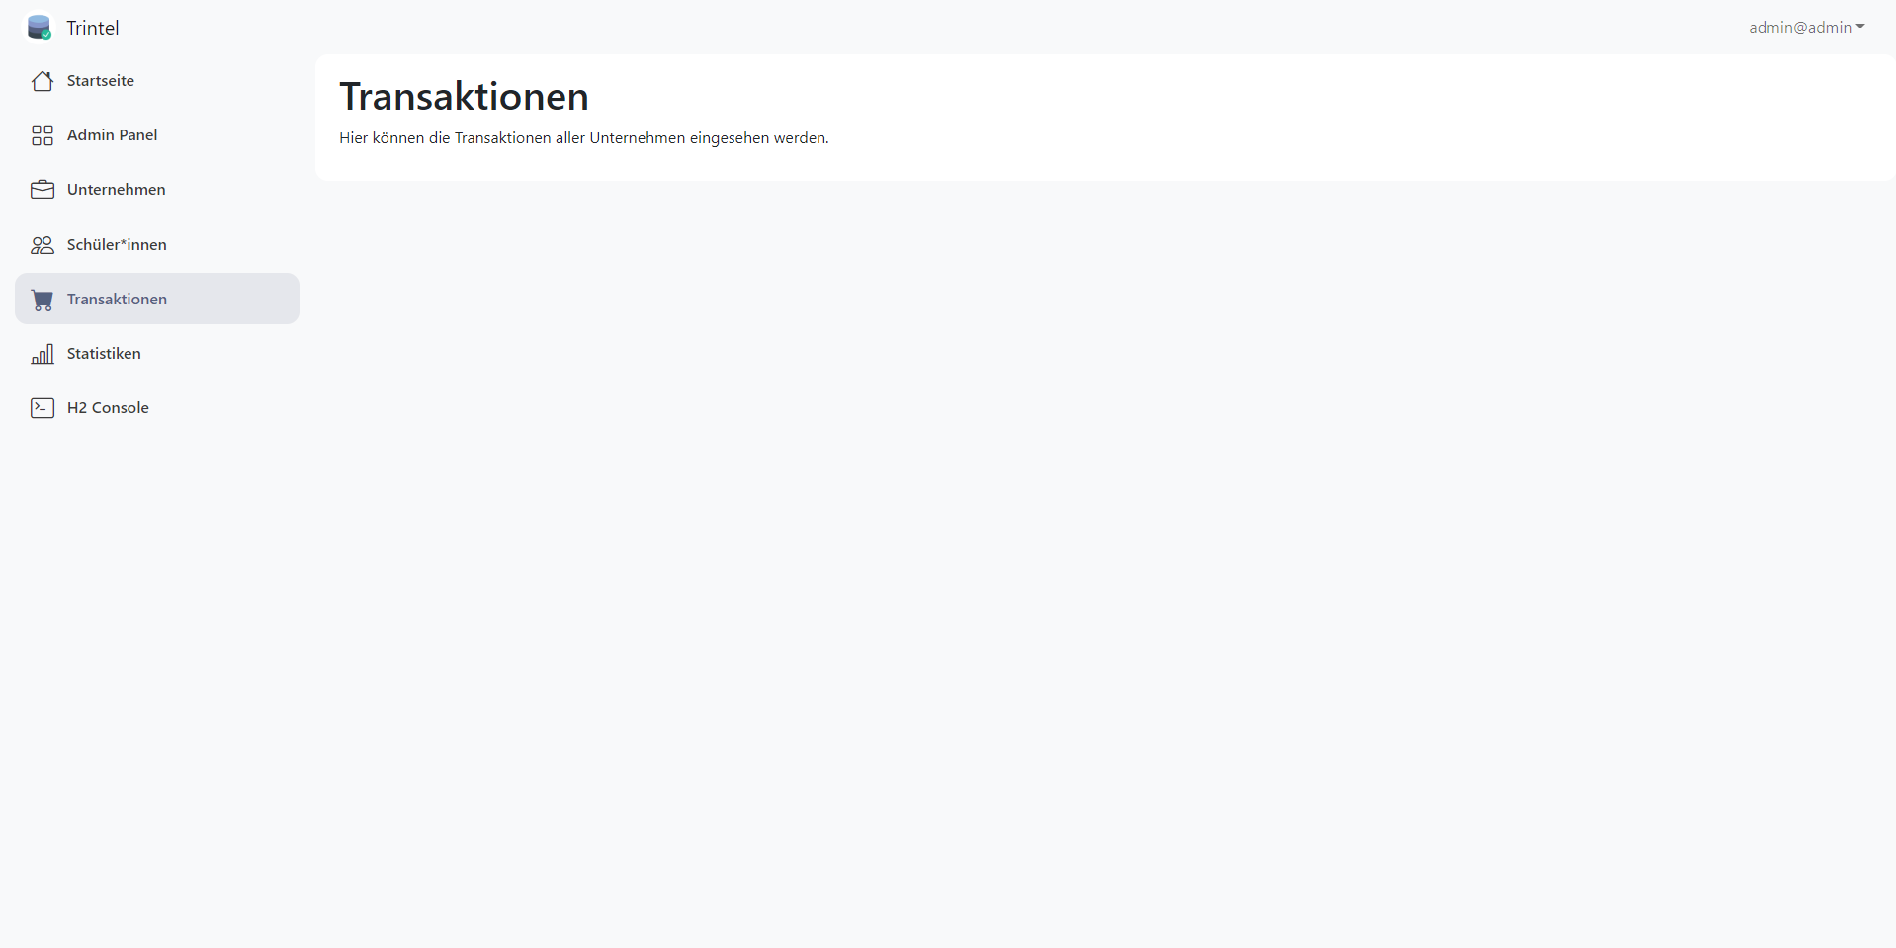 Trintel
admin@admin
Startseite
Admin Panel
Unternehmen
Schüler*innen
Transaktionen
Statistiken
H2 Console
Transaktionen
Hier können die Transaktionen aller Unternehmen eingesehen werden.